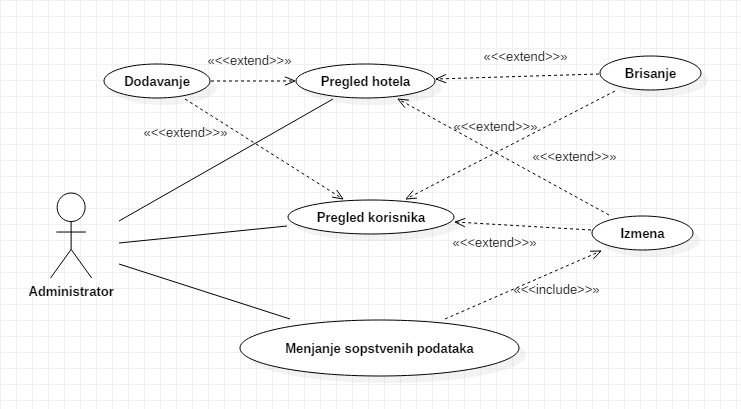 «<<extend>>»
«<<extend>>»
Dodavanje
Pregled hotela
Brisanje
«<<extend>>»
«<<extend>>»
«<<extend>>»
Pregled korisnika
Izmena
«<<extend>>»
Administrator
«<<include>>»
Menjanje sopstvenih podataka